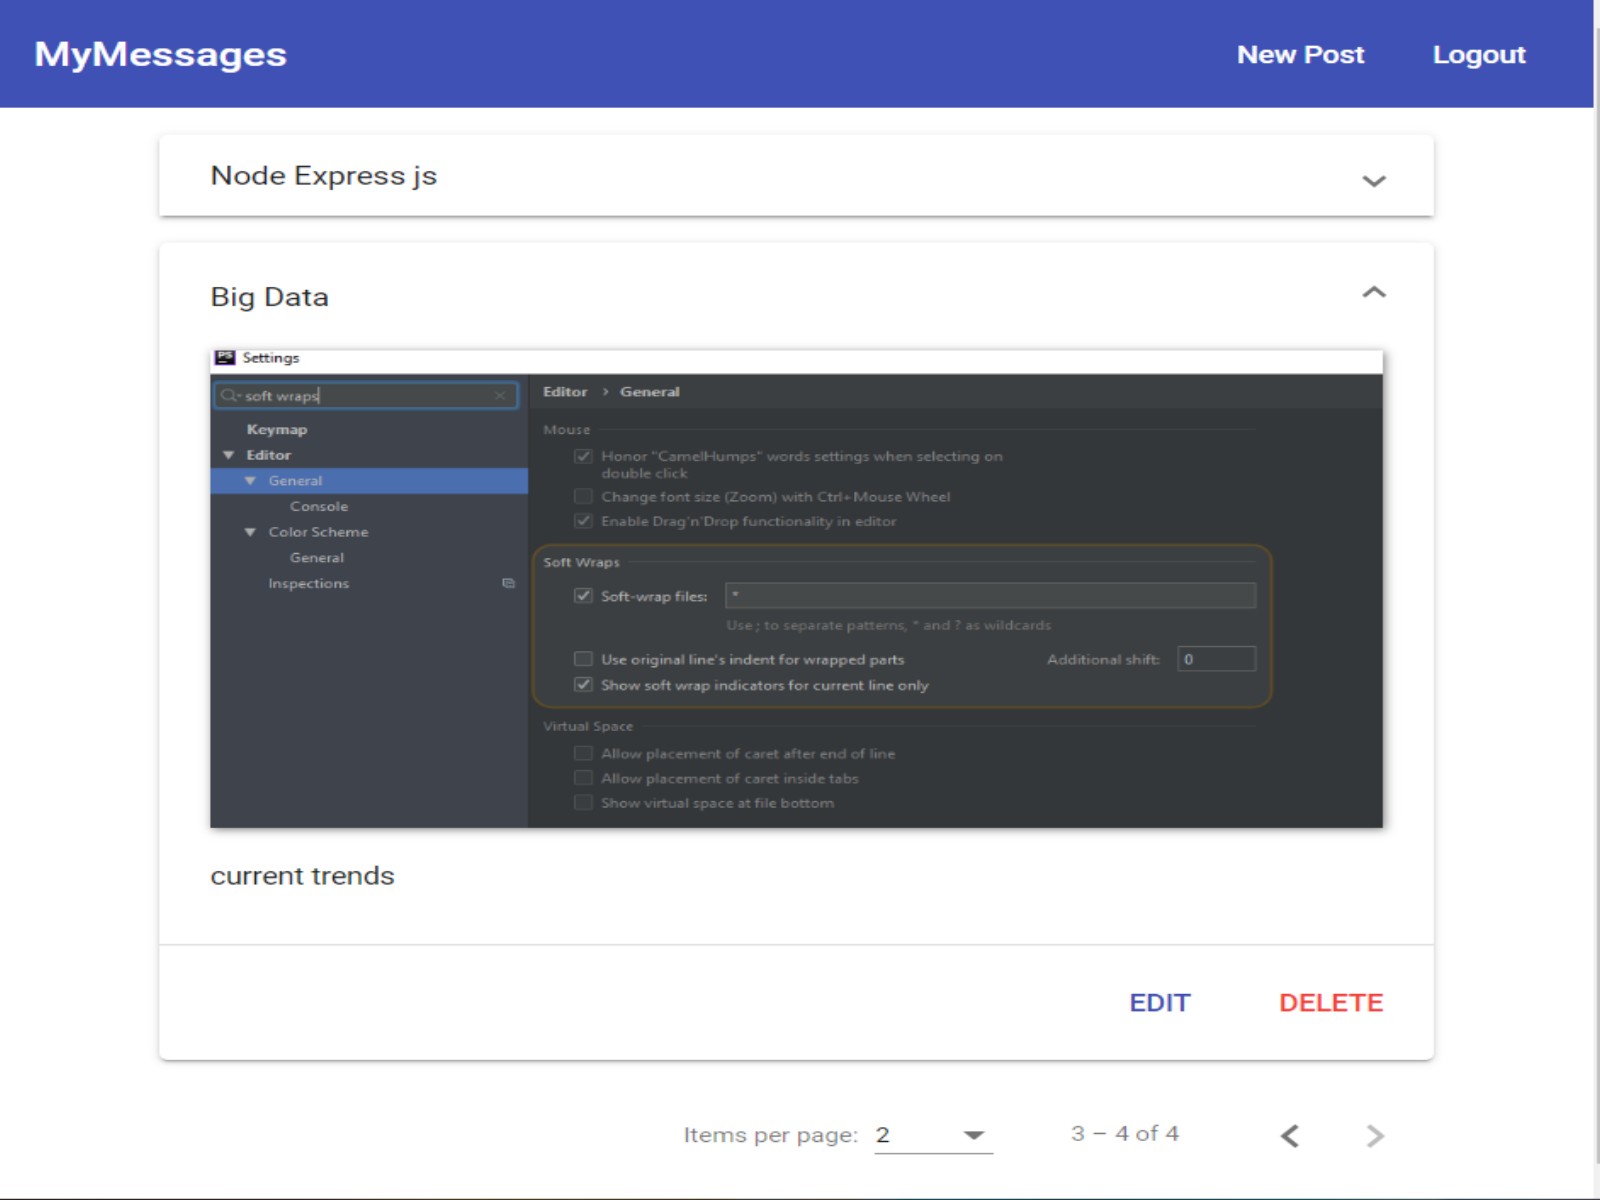 MyMessages
New Post
Logout
Node Express js
Big Data
PS Settings
soft wraps
Keymap
Editor
General
Console
Color Scheme
General
Inspections
Editor › General
Mouse
Honor "CamelHumps" words settings when selecting on
double click
Change font size (Zoom) with Ctrl+Mouse Wheel
Enable Drag'n'Drop functionality in editor
Soft Wraps
Soft-wrap files: *
Use ; to separate patterns, * and ? as wildcards
Use original line's indent for wrapped parts
Additional shift: 0
Show soft wrap indicators for current line only
Virtual Space
Allow placement of caret after end of line
Allow placement of caret inside tabs
Show virtual space at file bottom
current trends
EDIT
DELETE
Items per page: 2
3 – 4 of 4